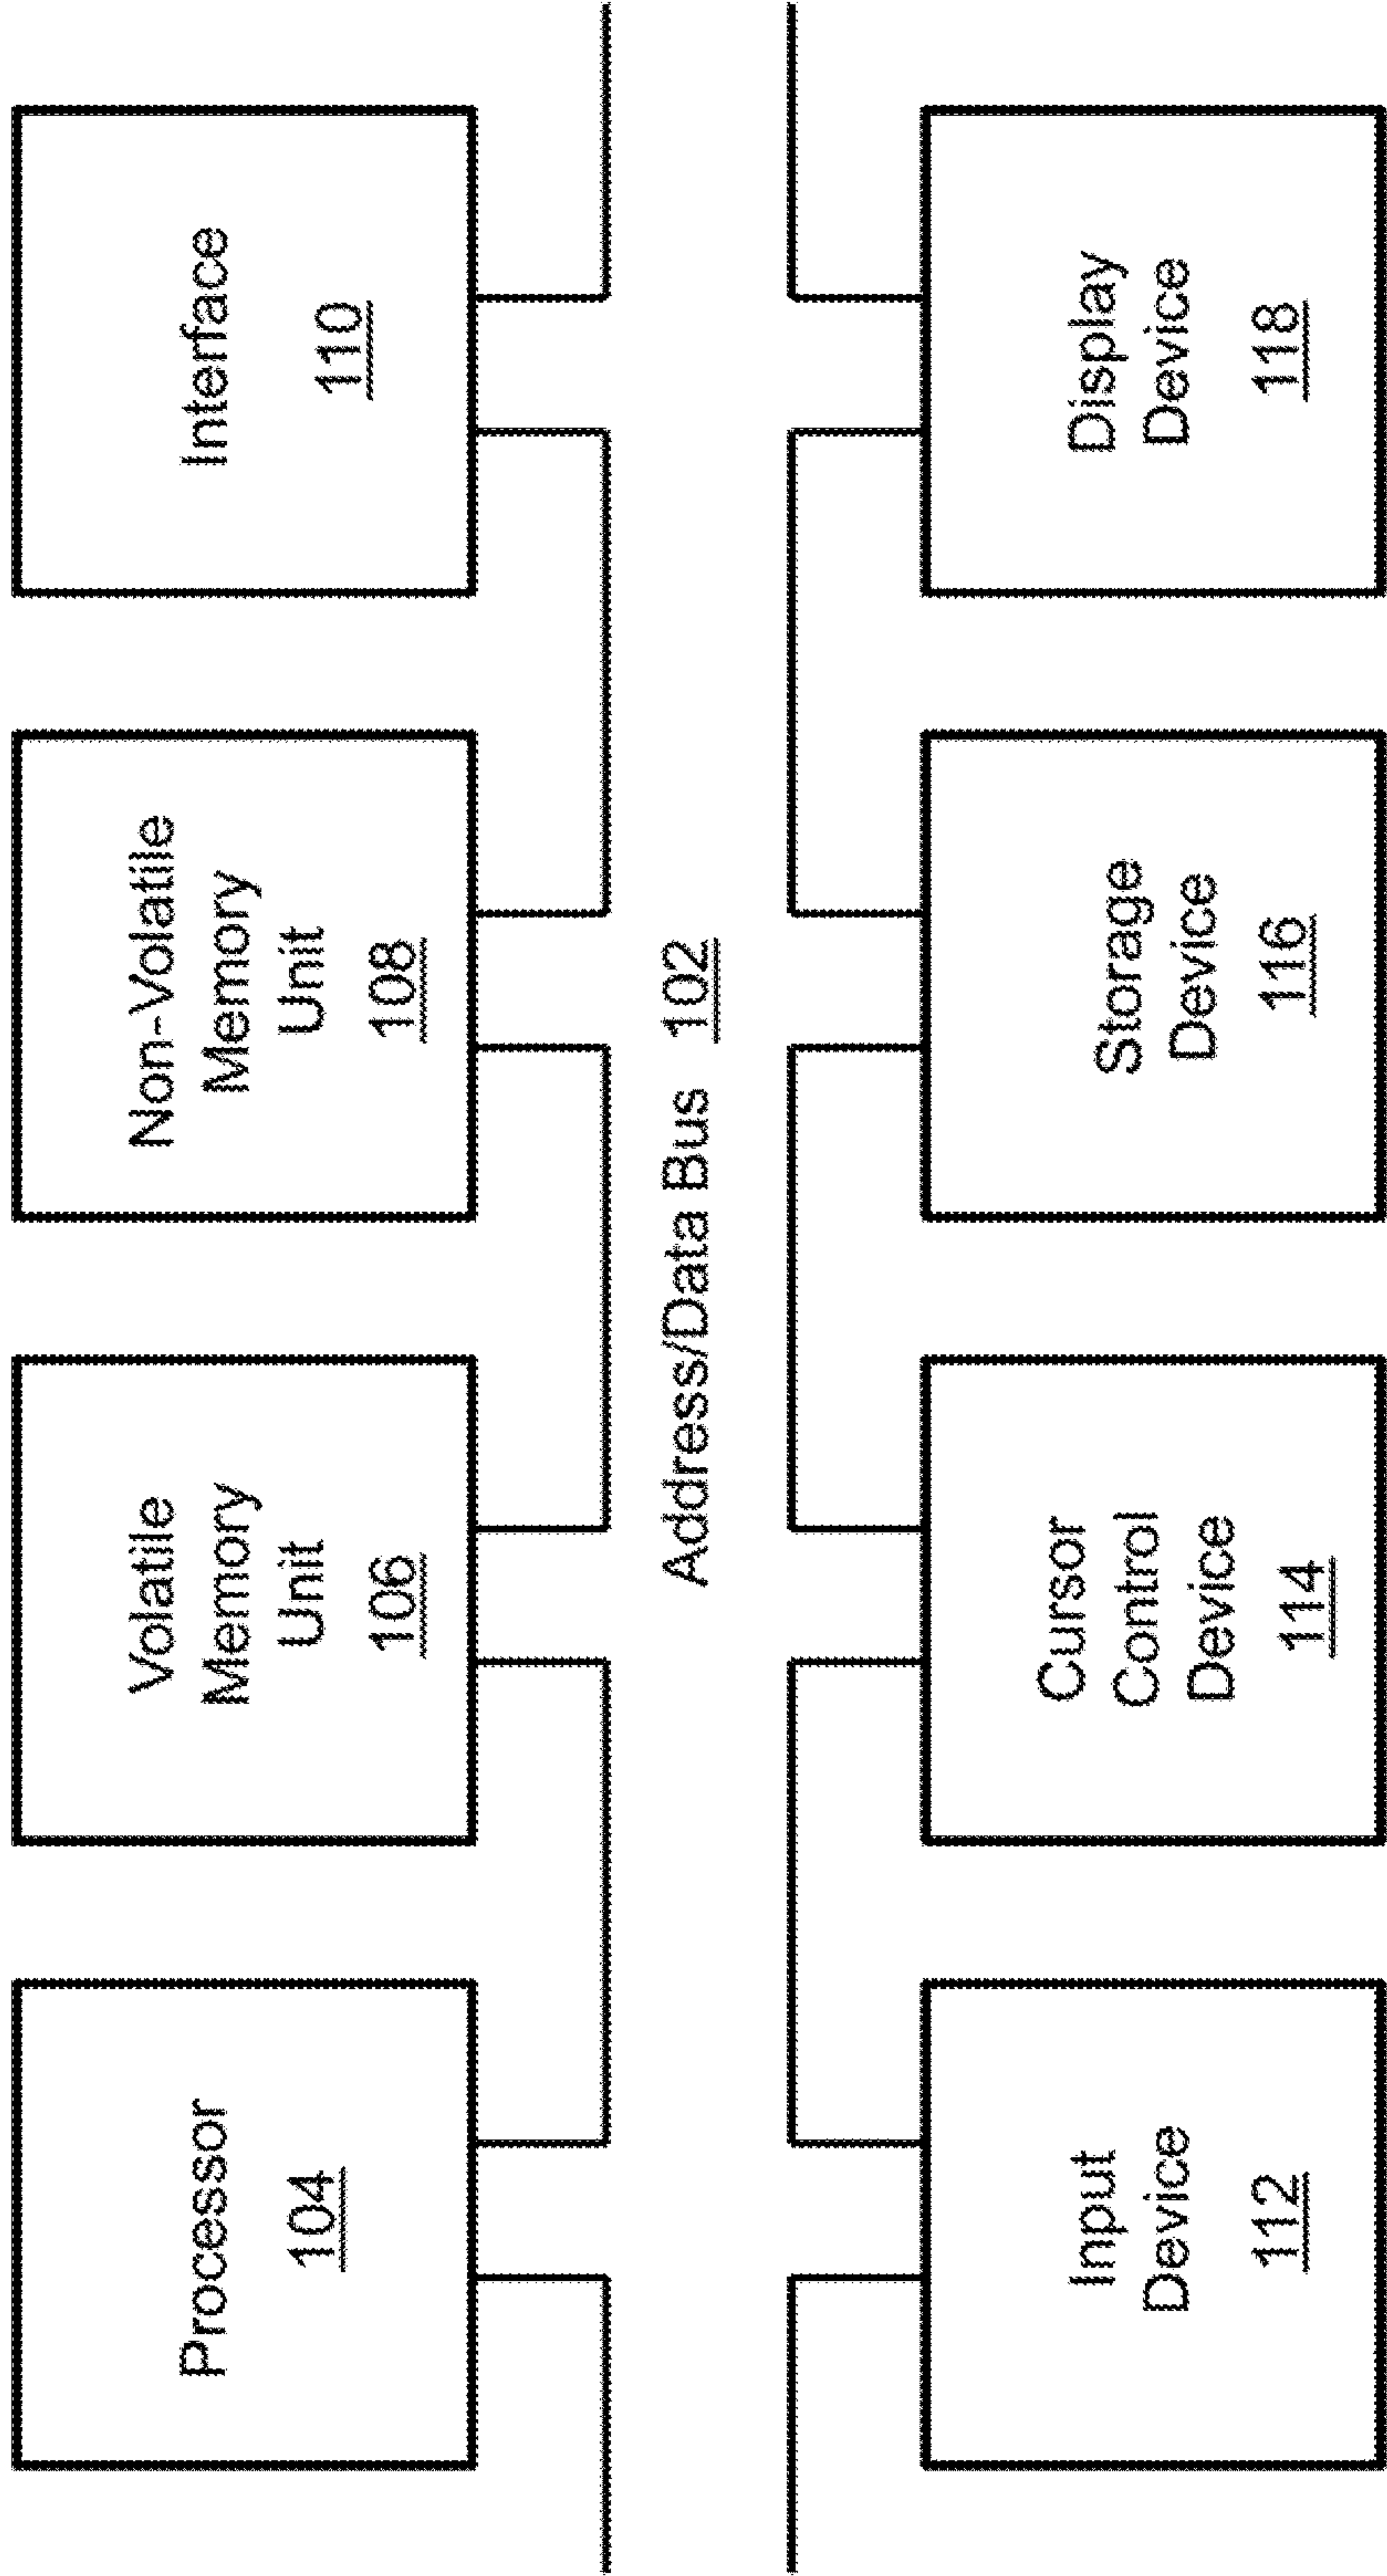 Processor
104
Volatile
Memory
Unit
106
Non-Volatile
Memory
Unit
108
Interface
110
Address/Data Bus 102
Input
Device
112
Cursor
Control
Device
114
Storage
Device
116
Display
Device
118